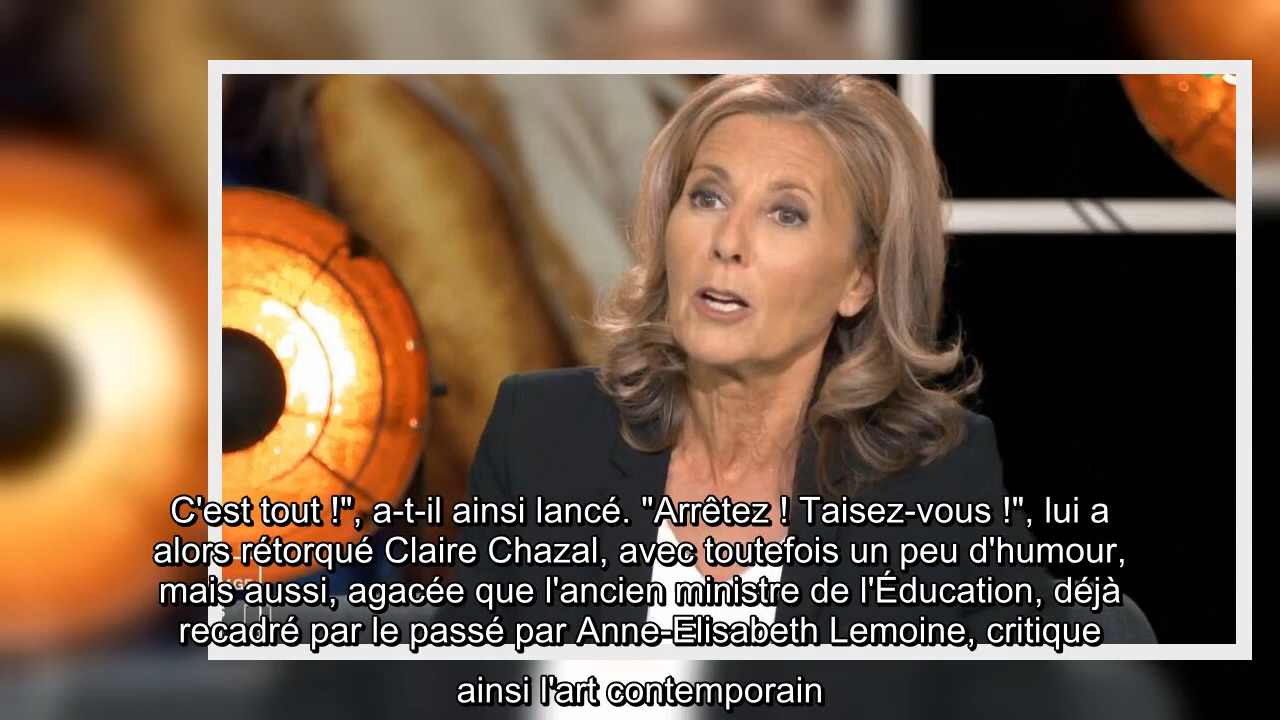 C'est tout !", a-t-il ainsi lancé. "Arrêtez ! Taisez-vous !", lui a
alors rétorqué Claire Chazal, avec toutefois un peu d'humour,
mais aussi, agacée que l'ancien ministre de l'Éducation, déjà
recadré par le passé par Anne-Elisabeth Lemoine, critique
ainsi l'art contemporain